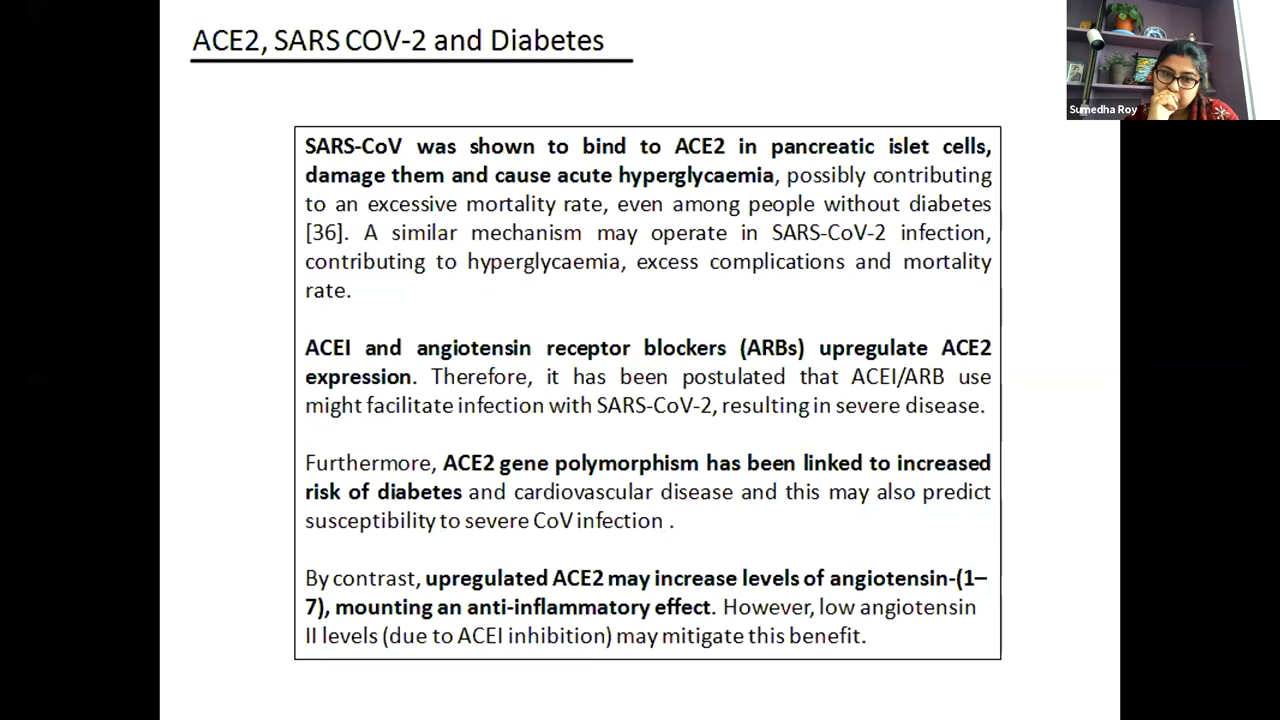 ACE2, SARS COV-2 and Diabetes
Sumedha Roy
SARS-CoV was shown to bind to ACE2 in pancreatic islet cells,
damage them and cause acute hyperglycaemia, possibly contributing
to an excessive mortality rate, even among people without diabetes
[36]. A similar mechanism may operate in SARS-CoV-2 infection,
contributing to hyperglycaemia, excess complications and mortality
rate.
ACEI and angiotensin receptor blockers (ARBs) upregulate ACE2
expression. Therefore, it has been postulated that ACEI/ARB use
might facilitate infection with SARS-CoV-2, resulting in severe disease.
Furthermore, ACE2 gene polymorphism has been linked to increased
risk of diabetes and cardiovascular disease and this may also predict
susceptibility to severe CoV infection .
By contrast, upregulated ACE2 may increase levels of angiotensin-(1–
7), mounting an anti-inflammatory effect. However, low angiotensin
II levels (due to ACEI inhibition) may mitigate this benefit.